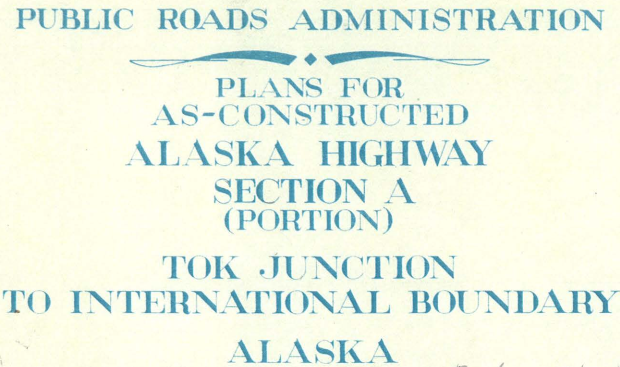 PUBLIC ROADS ADMINISTRATION
PLANS FOR
AS-CONSTRUCTED
ALASKA HIGHWAY
SECTION A
(PORTION)
TOK JUNCTION
TO INTERNATIONAL BOUNDARY
ALASKA